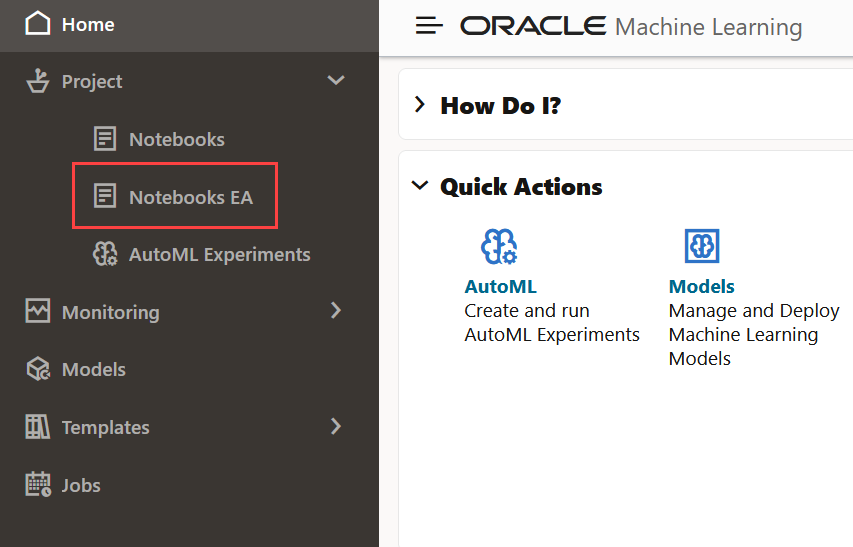 Home
Project
Notebooks
Notebooks EA
AutoML Experiments
Monitoring
Models
Templates
Jobs
ORACLE Machine Learning
How Do I?
Quick Actions
AutoML
Create and run
AutoML Experiments
Models
Manage and Deploy
Machine Learning
Models